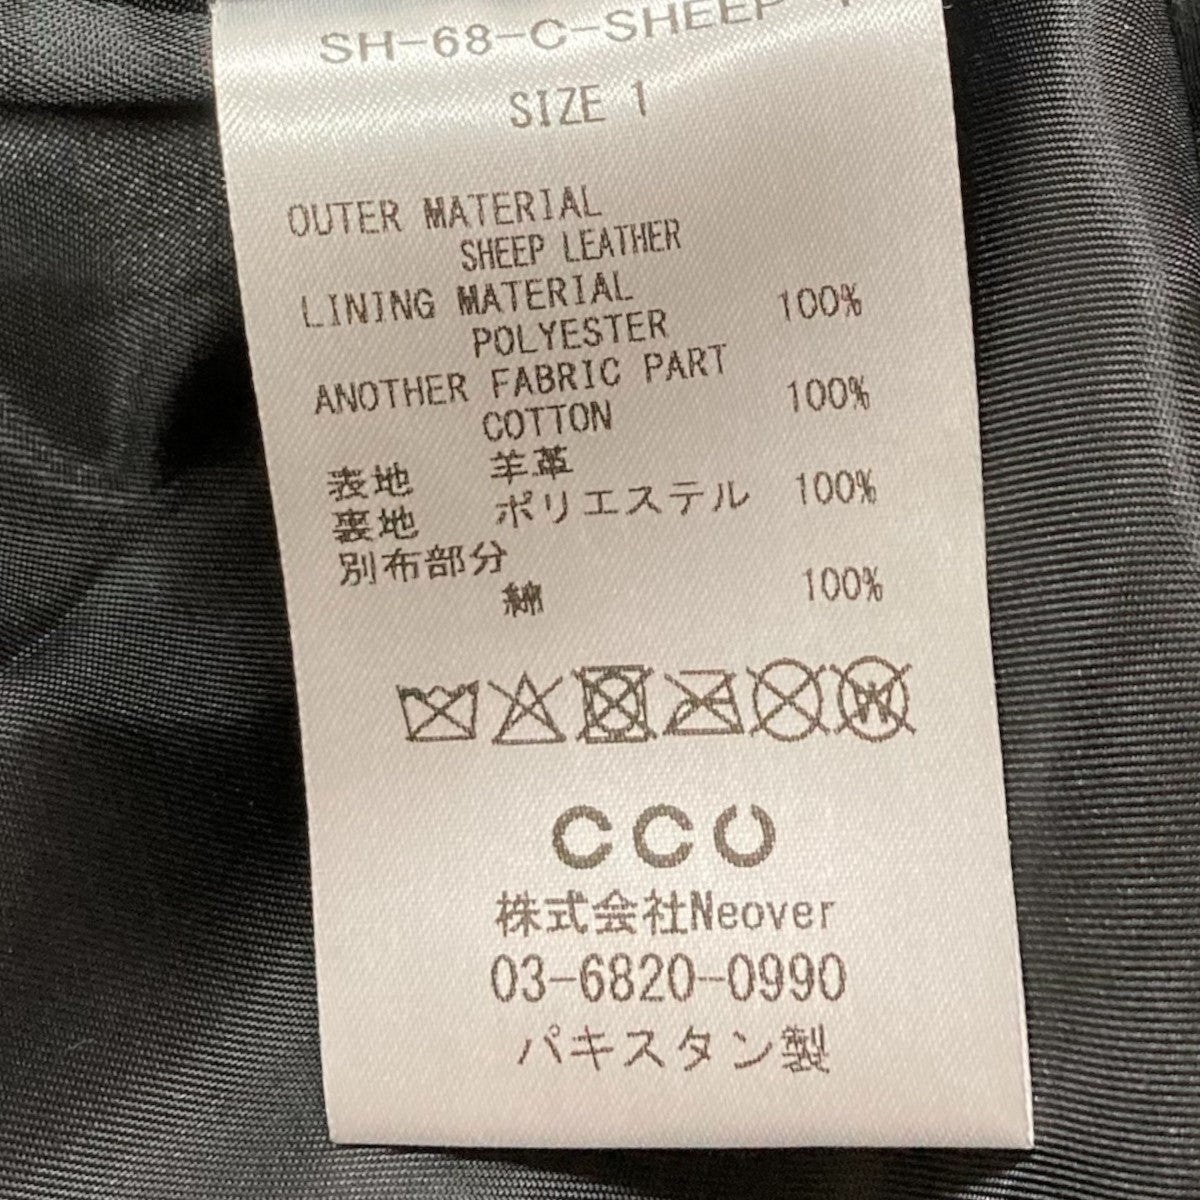 SH-68-C-SHEEP
SIZE 1
OUTER MATERIAL
SHEEP LEATHER
LINING MATERIAL
POLYESTER 100%
ANOTHER FABRIC PART
COTTON 100%
表地 羊革
裏地 ポリエステル 100%
別布部分
綿 100%
CCU
株式会社Neover
03-6820-0990
パキスタン製